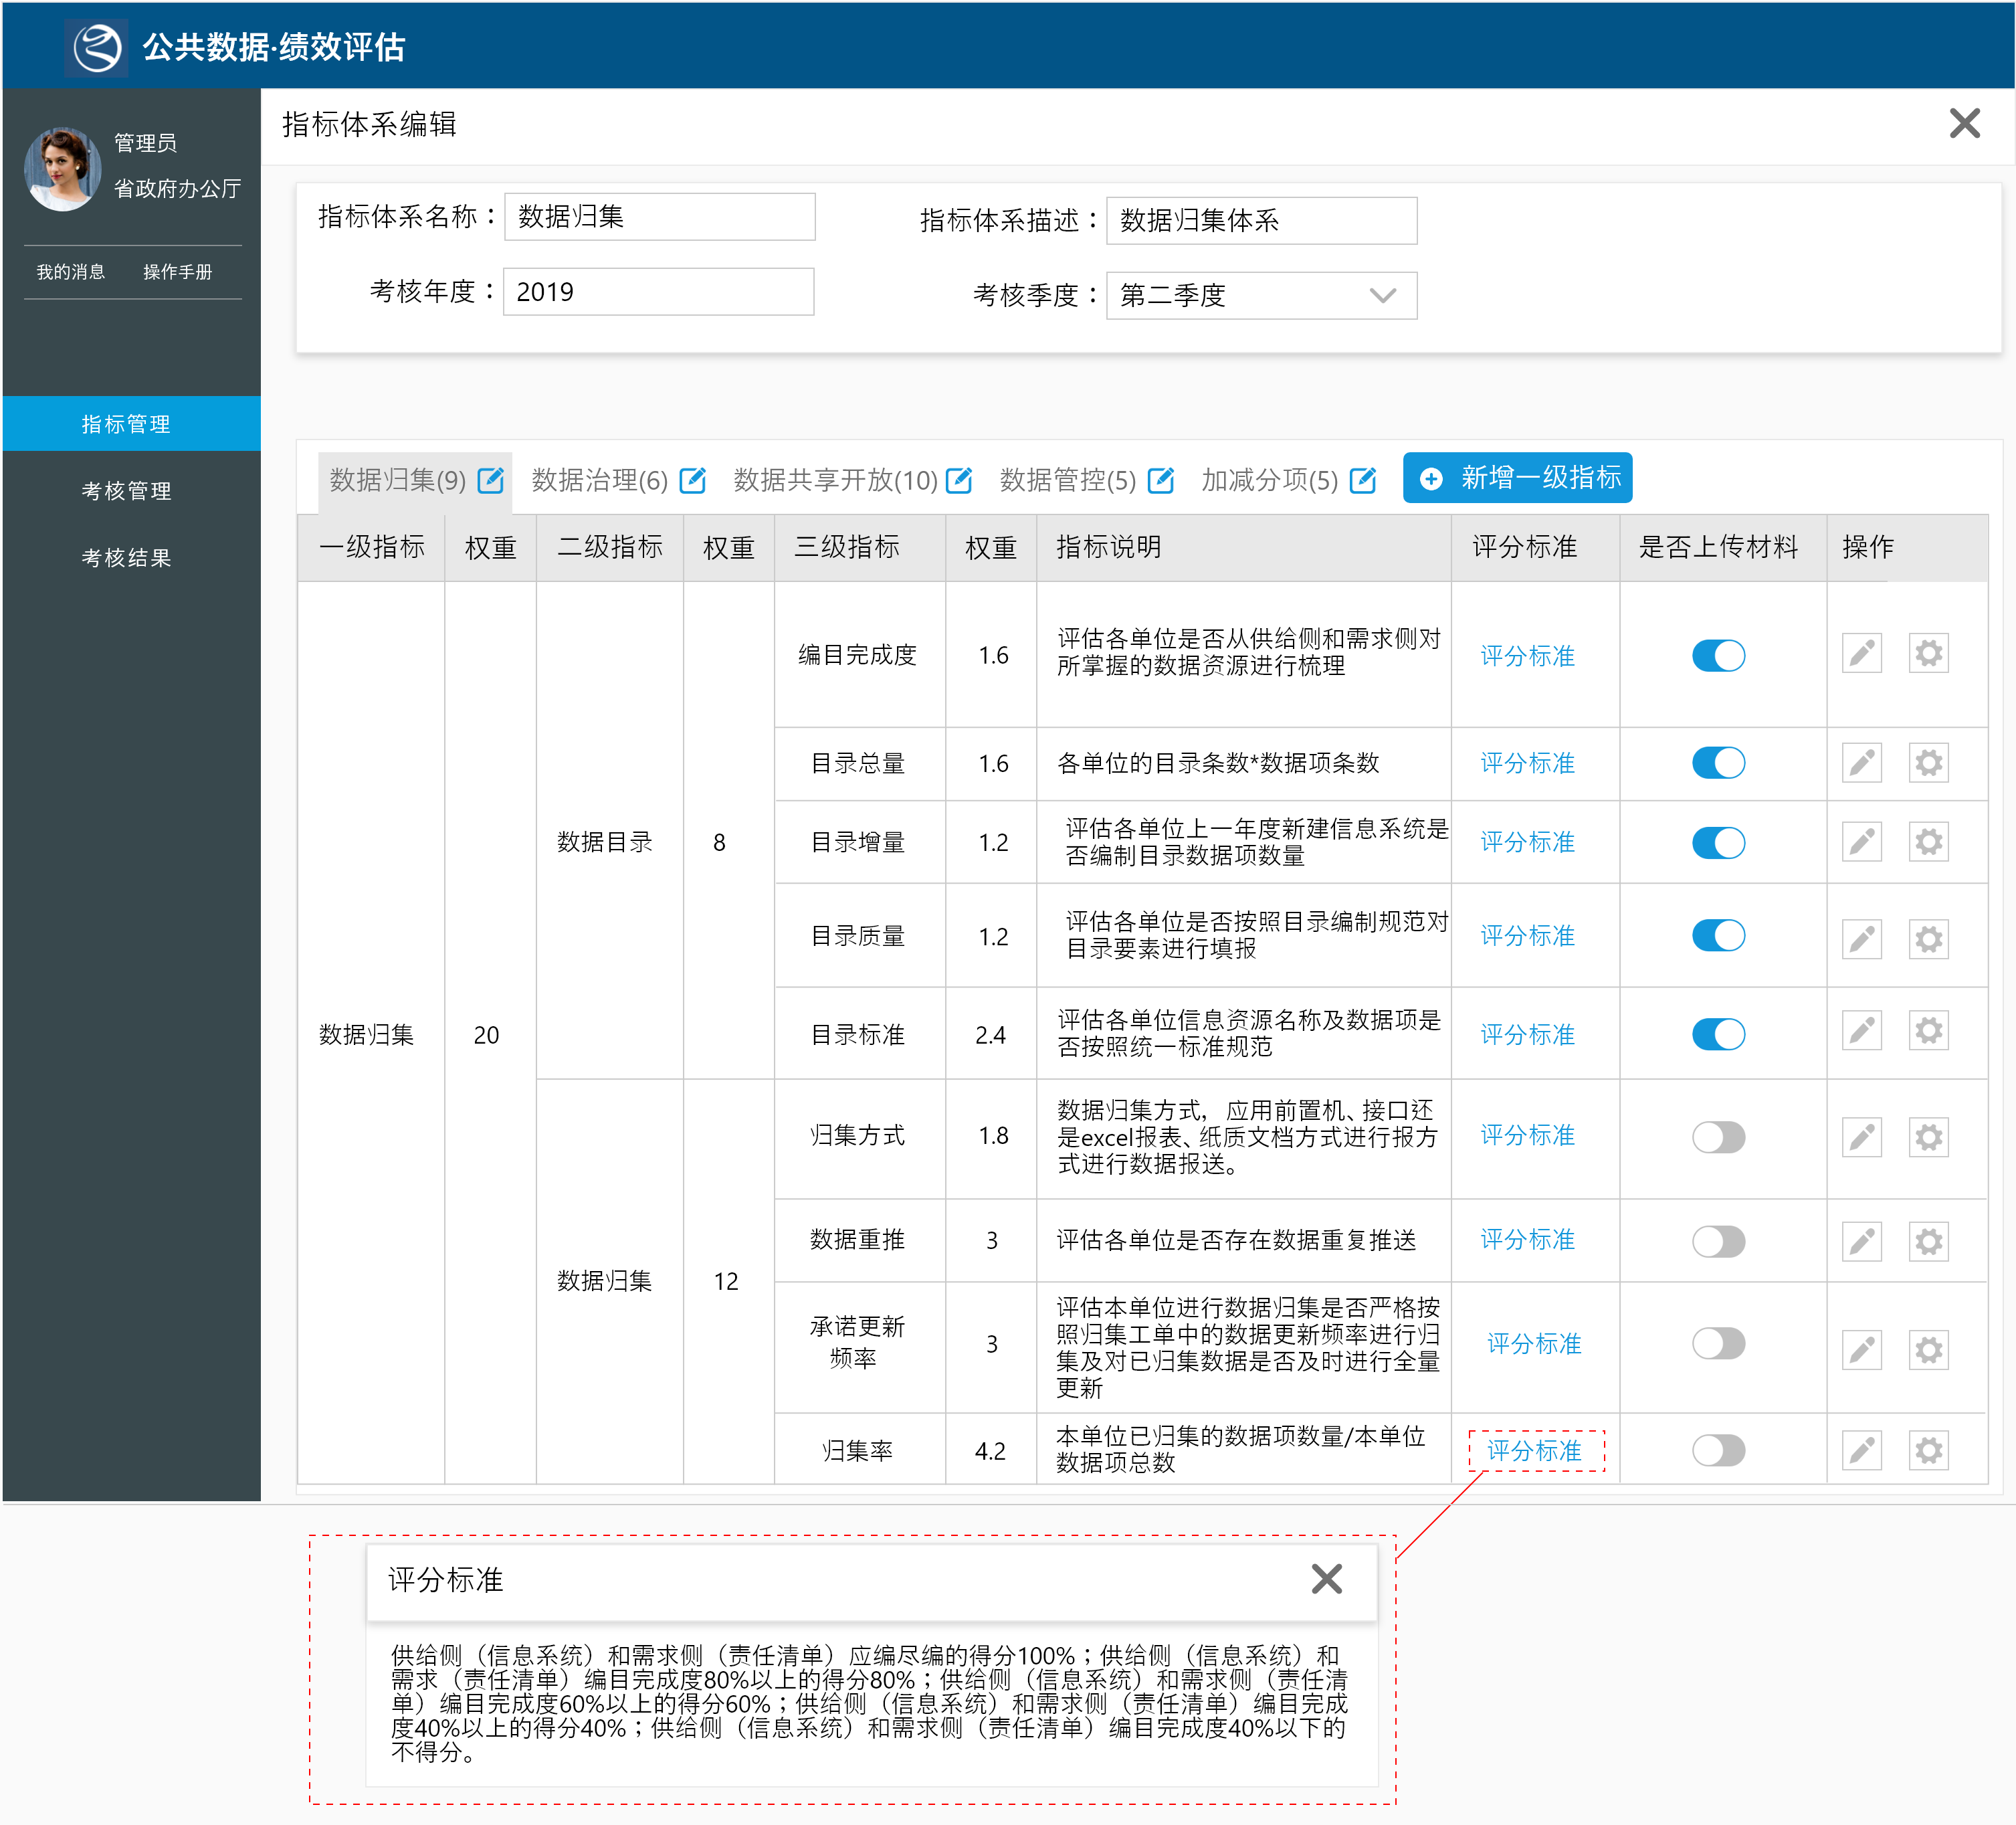 公共数据·绩效评估
管理员
省政府办公厅
我的消息 操作手册
指标管理
考核管理
考核结果
指标体系编辑
指标体系名称： 数据归集 指标体系描述： 数据归集体系
考核年度： 2019 考核季度： 第二季度
数据归集(9) 数据治理(6) 数据共享开放(10) 数据管控(5) 加减分项(5) 新增一级指标
一级指标 权重 二级指标 权重 三级指标 权重 指标说明 评分标准 是否上传材料 操作
数据归集 20
数据目录 8
编目完成度 1.6 评估各单位是否从供给侧和需求侧对
所掌握的数据资源进行梳理
评分标准
目录总量 1.6 各单位的目录条数*数据项条数 评分标准
目录增量 1.2 评估各单位上一年度新建信息系统是
否编制目录数据项数量
评分标准
目录质量 1.2 评估各单位是否按照目录编制规范对
目录要素进行填报
评分标准
目录标准 2.4 评估各单位信息资源名称及数据项是
否按照统一标准规范
评分标准
数据归集 12
归集方式 1.8 数据归集方式，应用前置机、接口还
是excel报表、纸质文档方式进行报方
式进行数据报送。
评分标准
数据重推 3 评估各单位是否存在数据重复推送 评分标准
承诺更新
频率
3 评估本单位进行数据归集是否严格按
照归集工单中的数据更新频率进行归
集及对已归集数据是否及时进行全量
更新
评分标准
归集率 4.2 本单位已归集的数据项数量/本单位
数据项总数
评分标准
评分标准
供给侧（信息系统）和需求侧（责任清单）应编尽编的得分100%；供给侧（信息系统）和
需求（责任清单）编目完成度80%以上的得分80%；供给侧（信息系统）和需求侧（责任清
单）编目完成度60%以上的得分60%；供给侧（信息系统）和需求侧（责任清单）编目完成
度40%以上的得分40%；供给侧（信息系统）和需求侧（责任清单）编目完成度40%以下的
不得分。